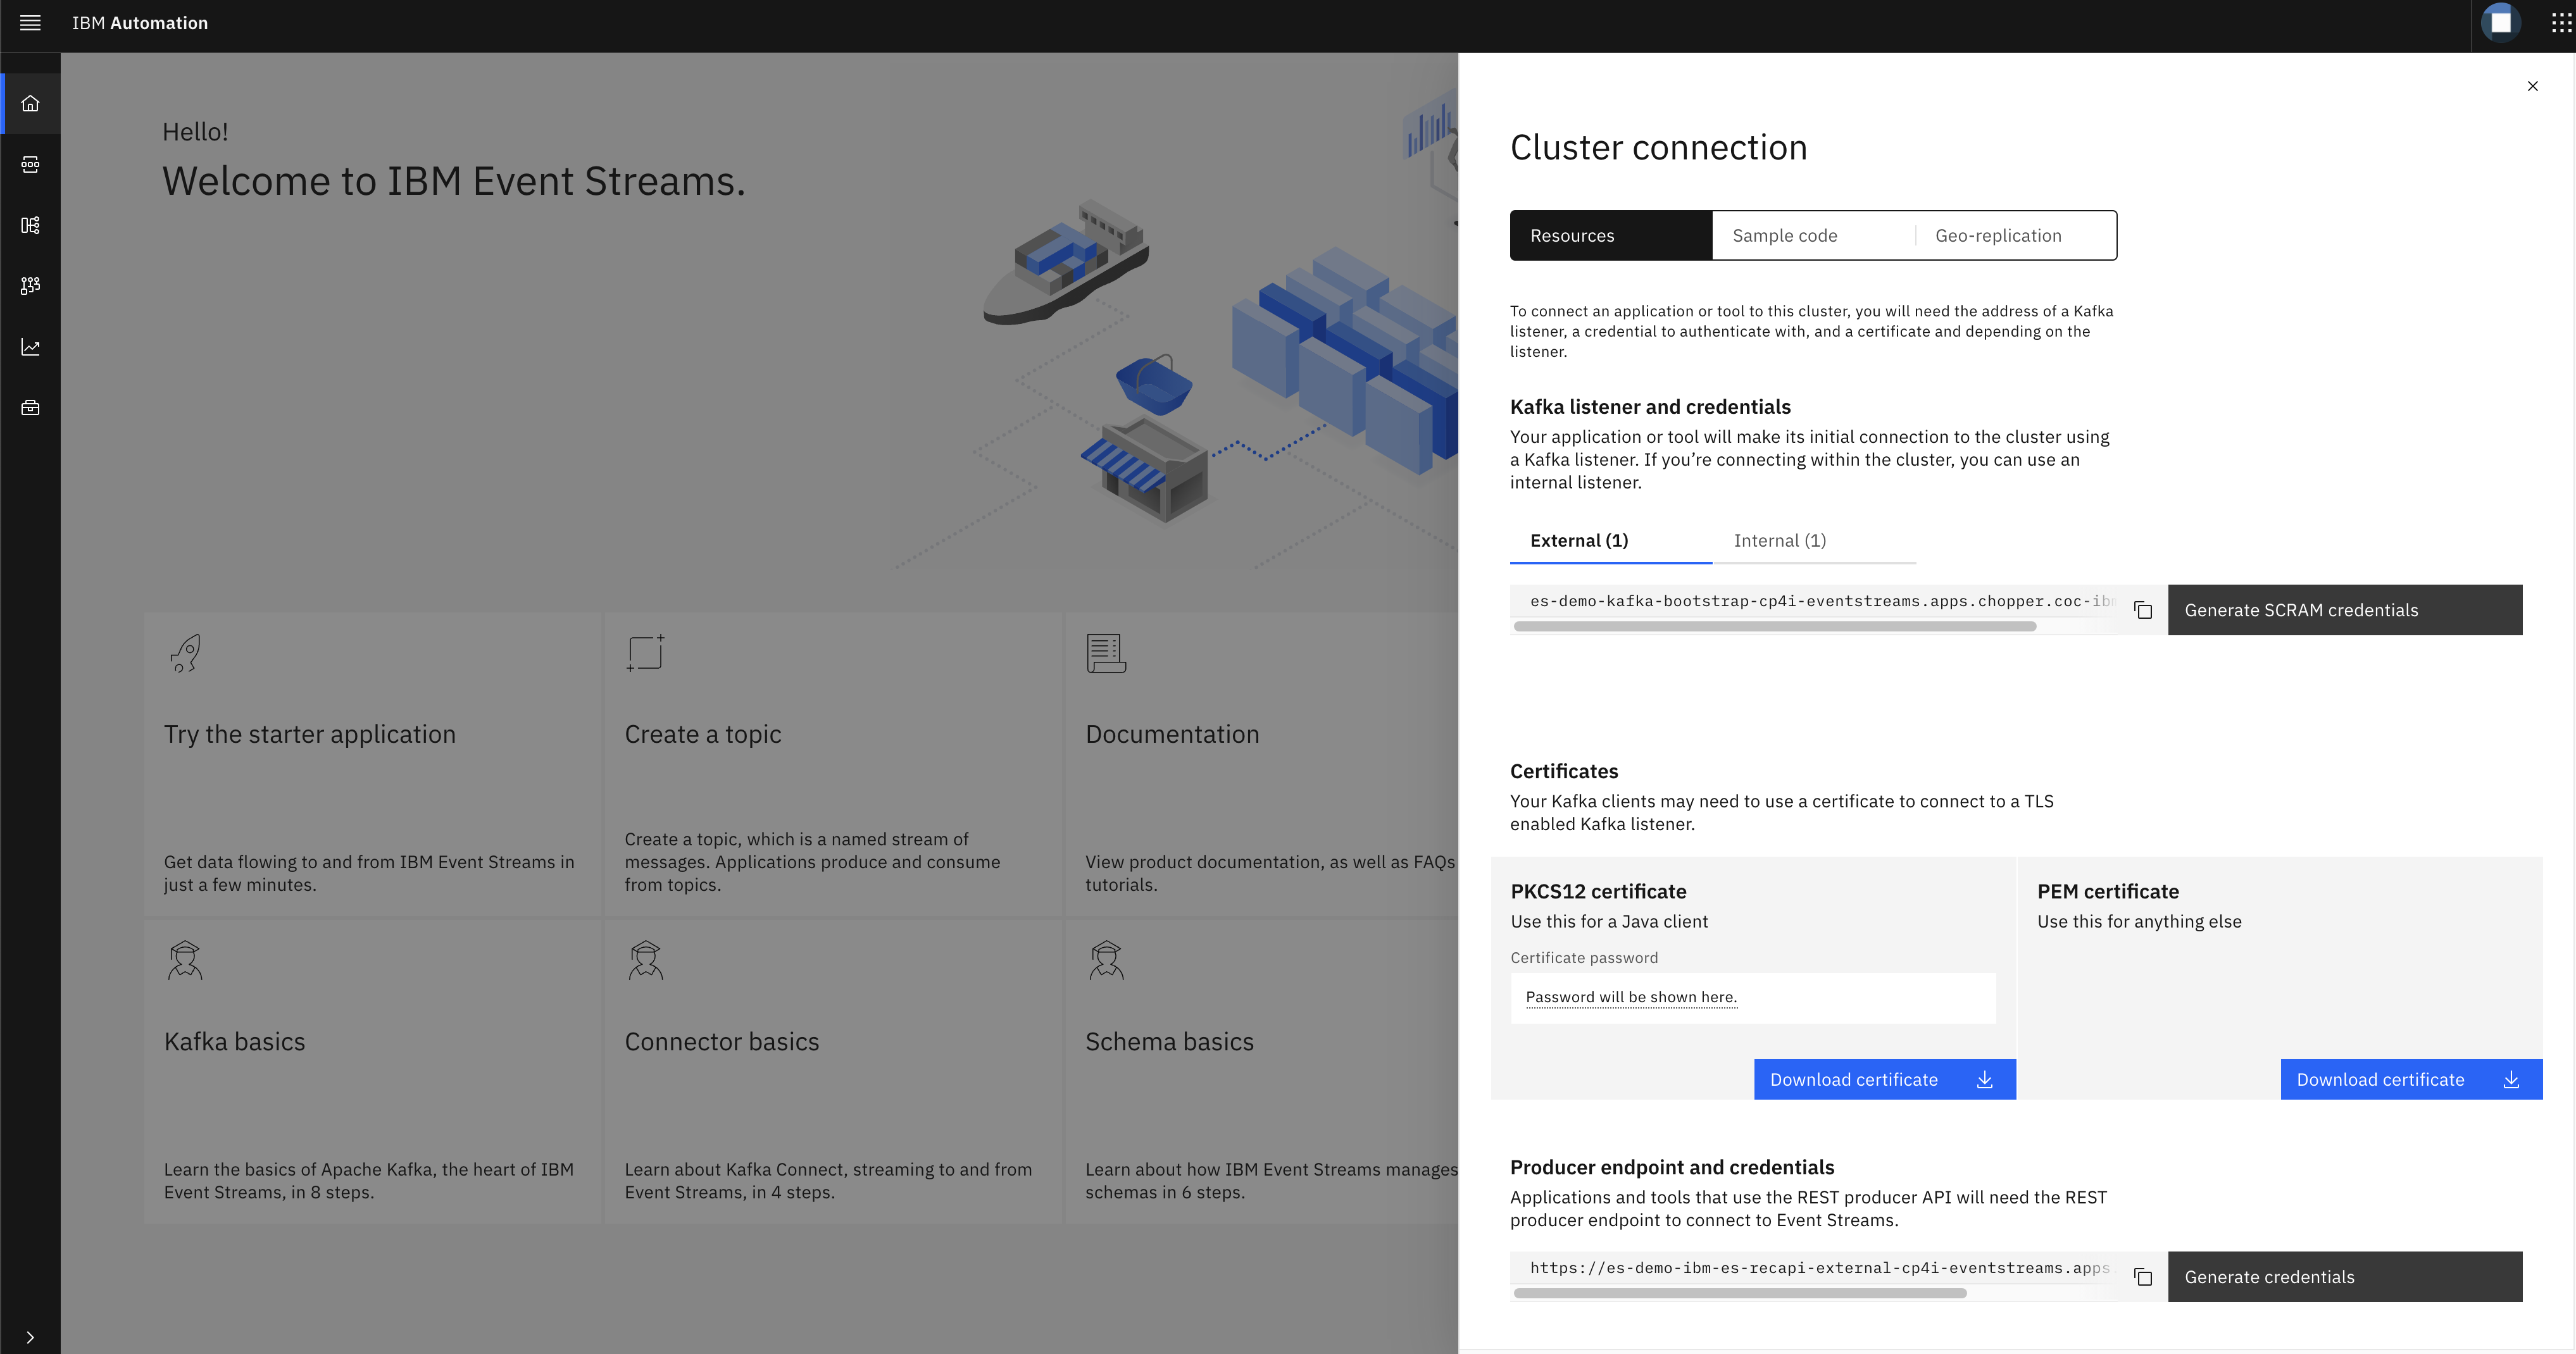 IBM Automation
Hello!
Welcome to IBM Event Streams.
Try the starter application
Get data flowing to and from IBM Event Streams in
just a few minutes.
Create a topic
Create a topic, which is a named stream of
messages. Applications produce and consume
from topics.
Documentation
View product documentation, as well as FAQs
tutorials.
Kafka basics
Learn the basics of Apache Kafka, the heart of IBM
Event Streams, in 8 steps.
Connector basics
Learn about Kafka Connect, streaming to and from
Event Streams, in 4 steps.
Schema basics
Learn about how IBM Event Streams manages
schemas in 6 steps.
Cluster connection
Resources
Sample code
Geo-replication
To connect an application or tool to this cluster, you will need the address of a Kafka
listener, a credential to authenticate with, and a certificate and depending on the
listener.
Kafka listener and credentials
Your application or tool will make its initial connection to the cluster using
a Kafka listener. If you’re connecting within the cluster, you can use an
internal listener.
External (1)
Internal (1)
es-demo-kafka-bootstrap-cp4i-eventstreams.apps.chopper.coc-ibm
Generate SCRAM credentials
Certificates
Your Kafka clients may need to use a certificate to connect to a TLS
enabled Kafka listener.
PKCS12 certificate
Use this for a Java client
Certificate password
Password will be shown here.
Download certificate
PEM certificate
Use this for anything else
Download certificate
Producer endpoint and credentials
Applications and tools that use the REST producer API will need the REST
producer endpoint to connect to Event Streams.
https://es-demo-ibm-es-recapi-external-cp4i-eventstreams.apps
Generate credentials